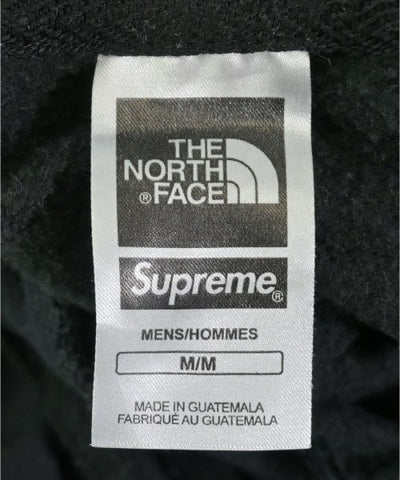 THE
NORTH
®FACE
Supreme®
MENS/HOMMES
M/M
MADE IN GUATEMALA
FABRIQUÉ AU GUATEMALA